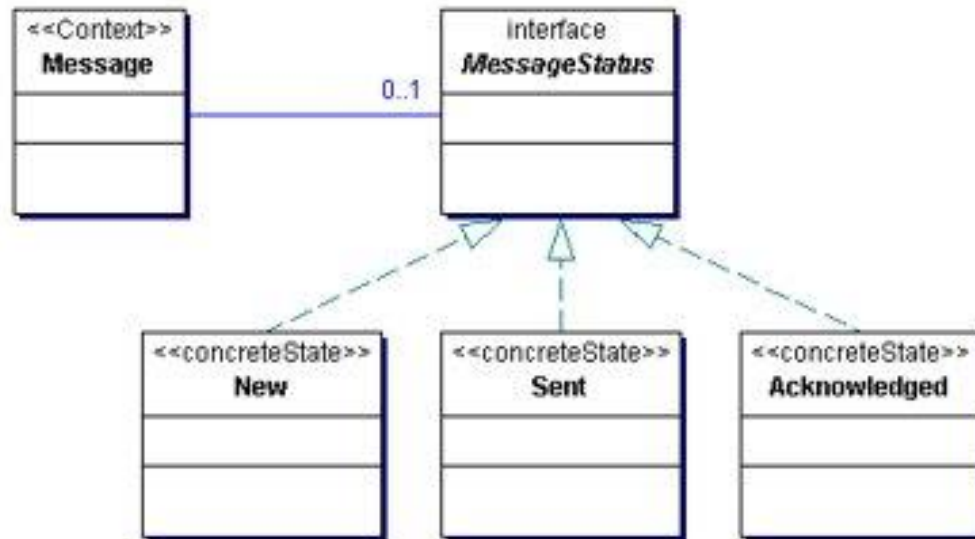 <<Context>>
Message
interface
MessageStatus
0..1
<<concreteState>>
New
<<concreteState>>
Sent
<<concreteState>>
Acknowledged